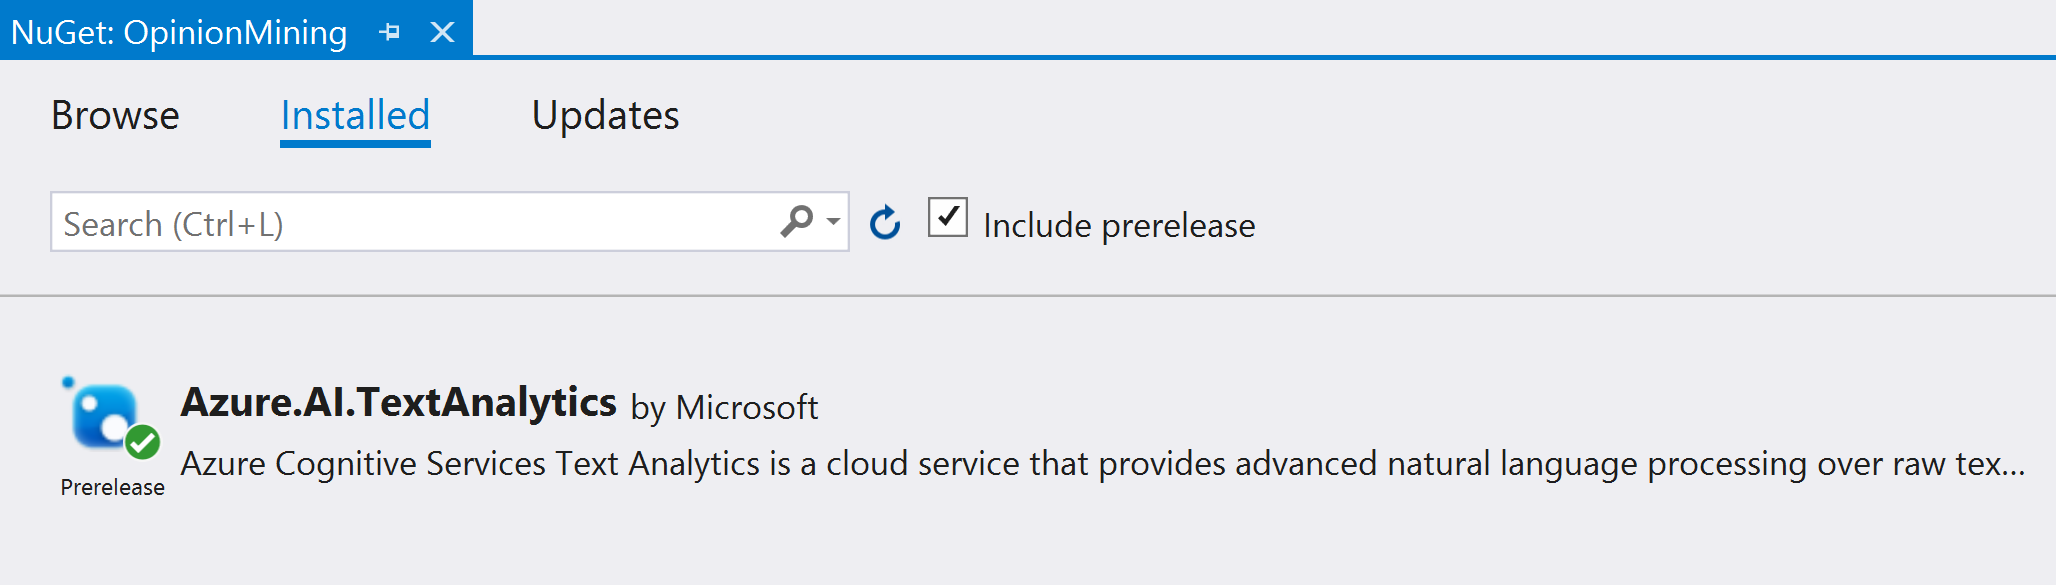 NuGet: OpinionMining
Browse Installed Updates
Search (Ctrl+L) Include prerelease
Azure.AI.TextAnalytics by Microsoft
Azure Cognitive Services Text Analytics is a cloud service that provides advanced natural language processing over raw tex...
Prerelease